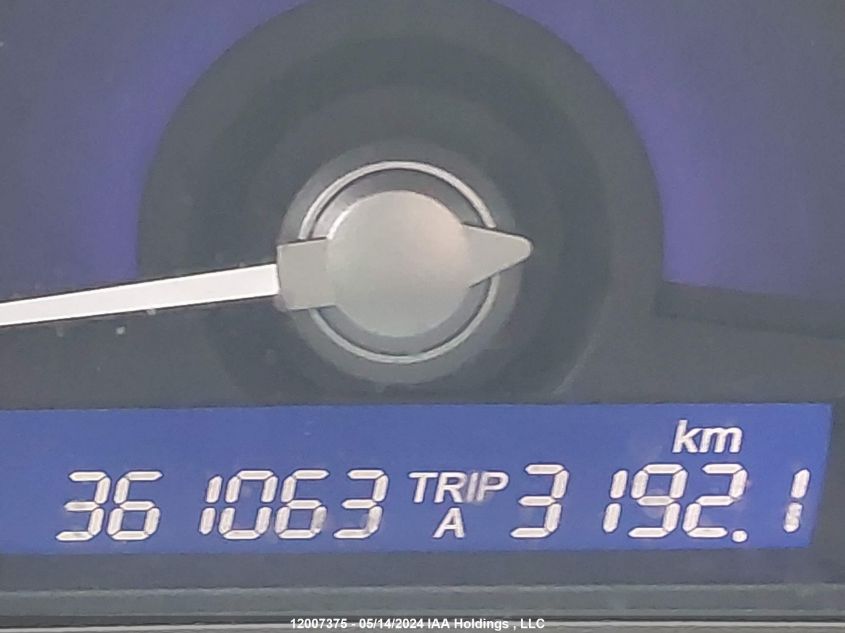 km
361063 TRIP A 3192.1
12007375 - 05/14/2024 IAA Holdings , LLC